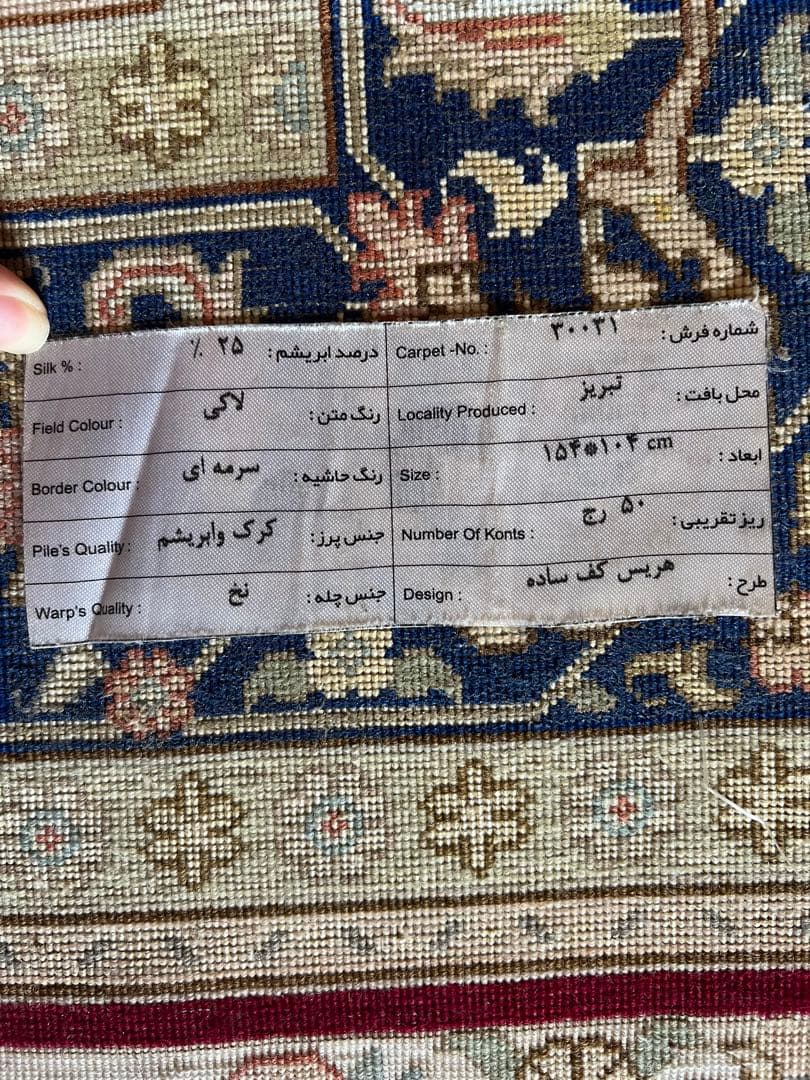 شماره فرش: ۳۰۰۳۱ Carpet -No. : درصد ابریشم: ۲۵ ٪ Silk % :
محل بافت: تبریز Locality Produced : رنگ متن: لاکی Field Colour :
ابعاد: ۱۵۴*۱۰۴ cm Size : رنگ حاشیه: سرمه ای Border Colour :
ریز تقریبی: ۵۰ رج Number Of Konts : جنس پرز: کرک وابریشم Pile's Quality :
طرح: هریس کف ساده Design : جنس چله: نخ Warp's Quality :